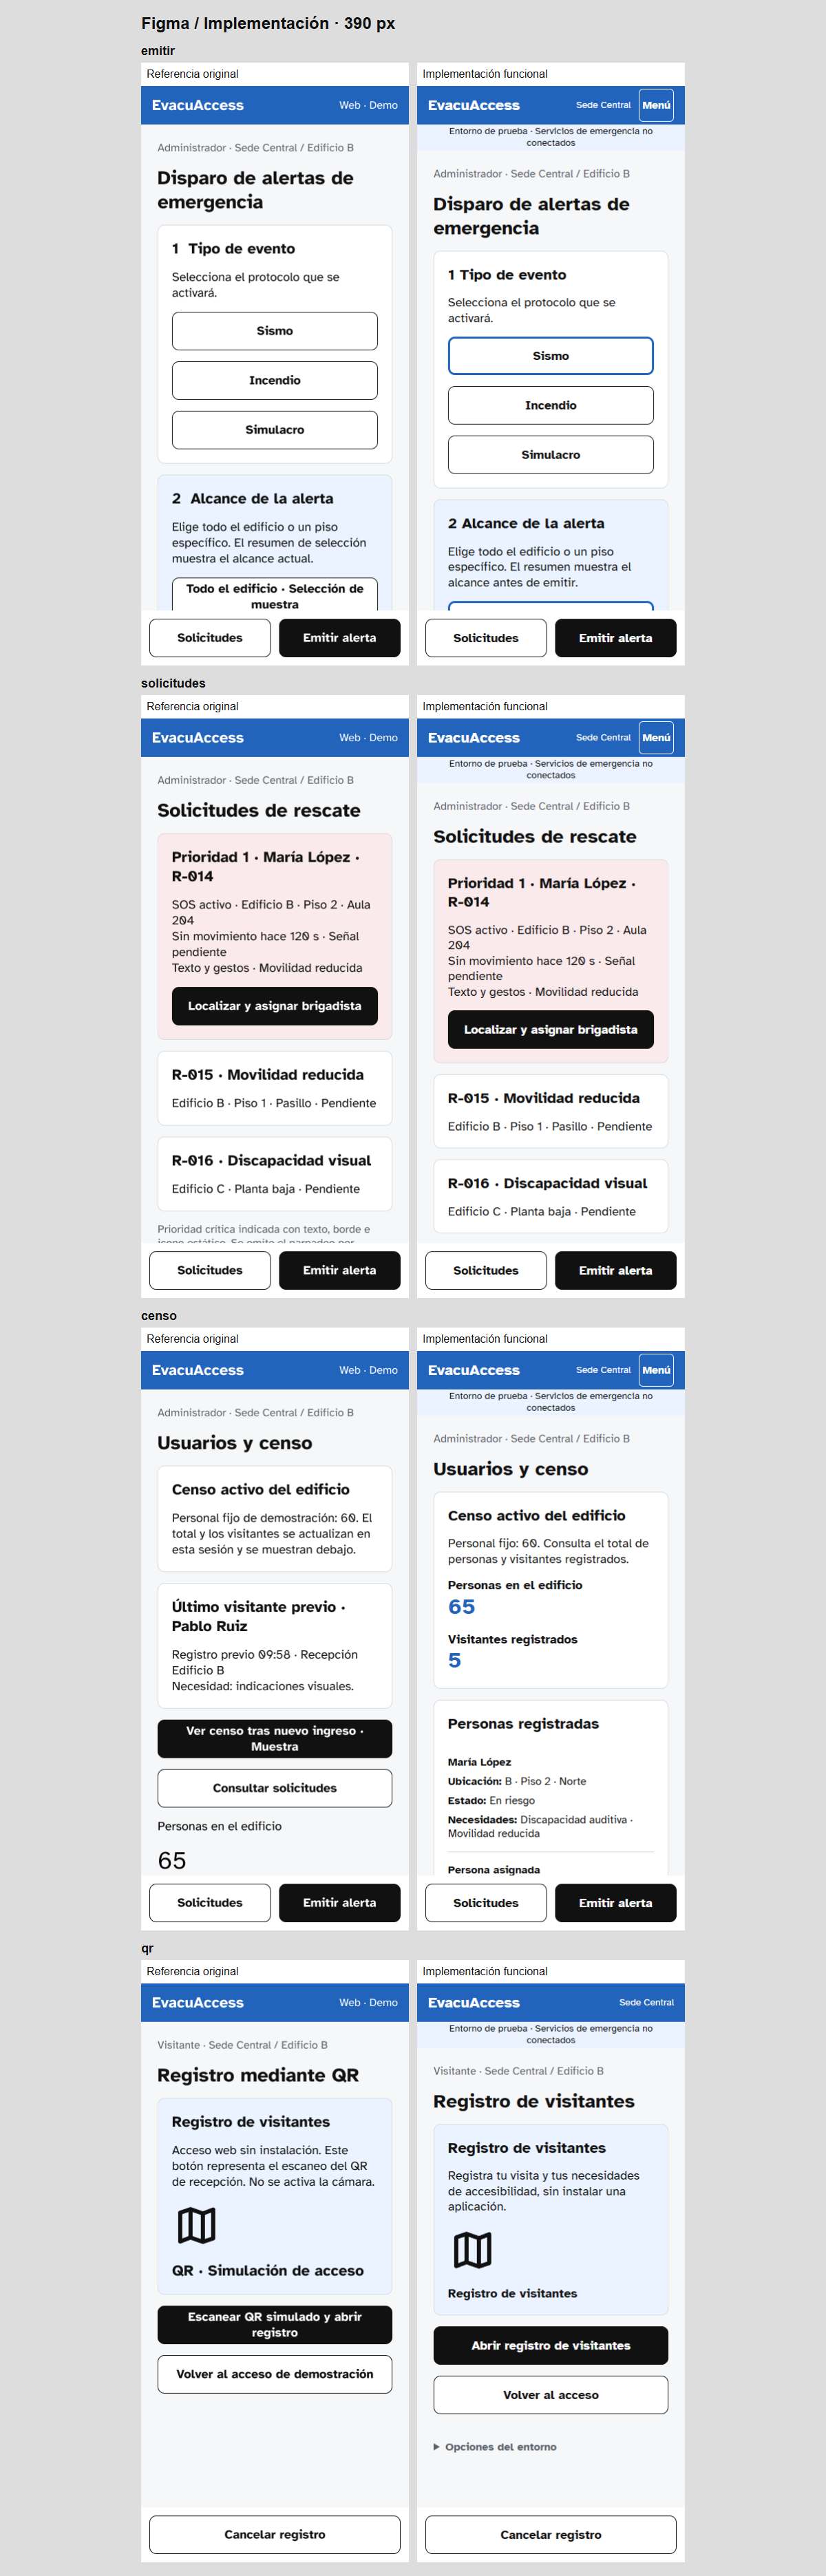 Figma / Implementación · 390 px
emitir
Referencia original
EvacuAccess
Web · Demo
Administrador · Sede Central / Edificio B
Disparo de alertas de
emergencia
1 Tipo de evento
Selecciona el protocolo que se
activará.
Sismo
Incendio
Simulacro
2 Alcance de la alerta
Elige todo el edificio o un piso
específico. El resumen de selección
muestra el alcance actual.
Todo el edificio · Selección de
muestra
Solicitudes
Emitir alerta
Implementación funcional
EvacuAccess
Sede Central
Menú
Entorno de prueba · Servicios de emergencia no
conectados
Administrador · Sede Central / Edificio B
Disparo de alertas de
emergencia
1 Tipo de evento
Selecciona el protocolo que se
activará.
Sismo
Incendio
Simulacro
2 Alcance de la alerta
Elige todo el edificio o un piso
específico. El resumen muestra el
alcance antes de emitir.
Solicitudes
Emitir alerta
solicitudes
Referencia original
EvacuAccess
Web · Demo
Administrador · Sede Central / Edificio B
Solicitudes de rescate
Prioridad 1 · María López ·
R-014
SOS activo · Edificio B · Piso 2 · Aula
204
Sin movimiento hace 120 s · Señal
pendiente
Texto y gestos · Movilidad reducida
Localizar y asignar brigadista
R-015 · Movilidad reducida
Edificio B · Piso 1 · Pasillo · Pendiente
R-016 · Discapacidad visual
Edificio C · Planta baja · Pendiente
Prioridad crítica indicada con texto, borde e
icono estático. Se omite el parpadeo por
Solicitudes
Emitir alerta
Implementación funcional
EvacuAccess
Sede Central
Menú
Entorno de prueba · Servicios de emergencia no
conectados
Administrador · Sede Central / Edificio B
Solicitudes de rescate
Prioridad 1 · María López ·
R-014
SOS activo · Edificio B · Piso 2 · Aula
204
Sin movimiento hace 120 s · Señal
pendiente
Texto y gestos · Movilidad reducida
Localizar y asignar brigadista
R-015 · Movilidad reducida
Edificio B · Piso 1 · Pasillo · Pendiente
R-016 · Discapacidad visual
Edificio C · Planta baja · Pendiente
Solicitudes
Emitir alerta
censo
Referencia original
EvacuAccess
Web · Demo
Administrador · Sede Central / Edificio B
Usuarios y censo
Censo activo del edificio
Personal fijo de demostración: 60. El
total y los visitantes se actualizan en
esta sesión y se muestran debajo.
Último visitante previo ·
Pablo Ruiz
Registro previo 09:58 · Recepción
Edificio B
Necesidad: indicaciones visuales.
Ver censo tras nuevo ingreso ·
Muestra
Consultar solicitudes
Personas en el edificio
65
Solicitudes
Emitir alerta
Implementación funcional
EvacuAccess
Sede Central
Menú
Entorno de prueba · Servicios de emergencia no
conectados
Administrador · Sede Central / Edificio B
Usuarios y censo
Censo activo del edificio
Personal fijo: 60. Consulta el total de
personas y visitantes registrados.
Personas en el edificio
65
Visitantes registrados
5
Personas registradas
María López
Ubicación: B · Piso 2 · Norte
Estado: En riesgo
Necesidades: Discapacidad auditiva ·
Movilidad reducida
Persona asignada
Solicitudes
Emitir alerta
qr
Referencia original
EvacuAccess
Web · Demo
Visitante · Sede Central / Edificio B
Registro mediante QR
Registro de visitantes
Acceso web sin instalación. Este
botón representa el escaneo del QR
de recepción. No se activa la cámara.
QR · Simulación de acceso
Escanear QR simulado y abrir
registro
Volver al acceso de demostración
Cancelar registro
Implementación funcional
EvacuAccess
Sede Central
Entorno de prueba · Servicios de emergencia no
conectados
Visitante · Sede Central / Edificio B
Registro de visitantes
Registro de visitantes
Registra tu visita y tus necesidades
de accesibilidad, sin instalar una
aplicación.
Registro de visitantes
Abrir registro de visitantes
Volver al acceso
Opciones del entorno
Cancelar registro